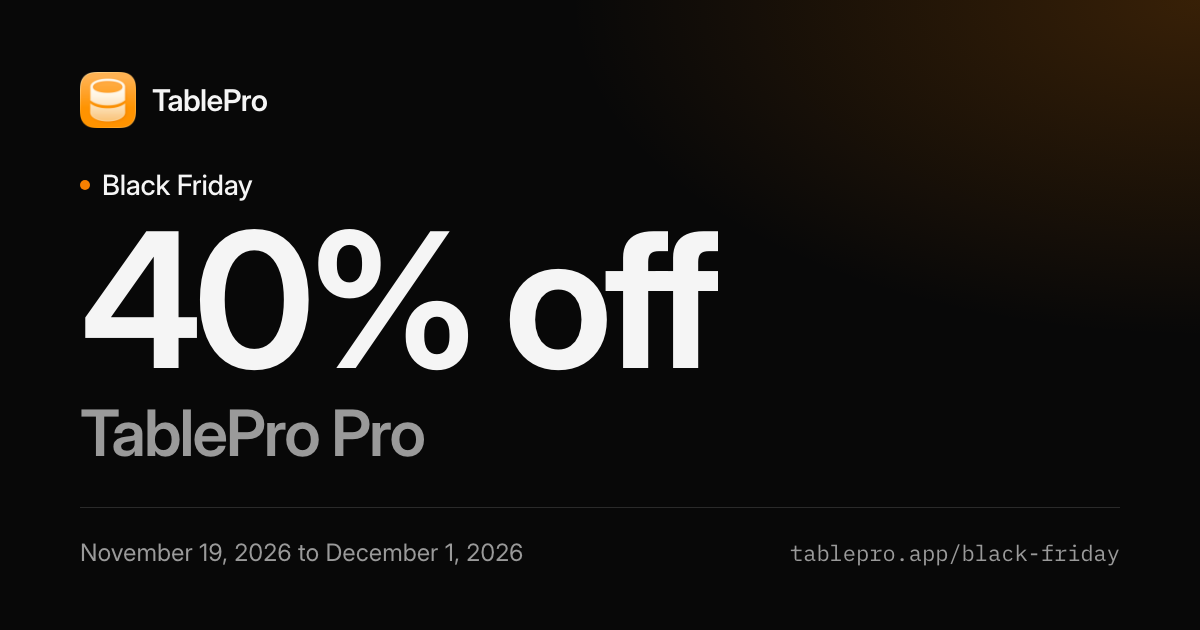 TablePro
Black Friday
40% off
TablePro Pro
November 19, 2026 to December 1, 2026
tablepro.app/black-friday